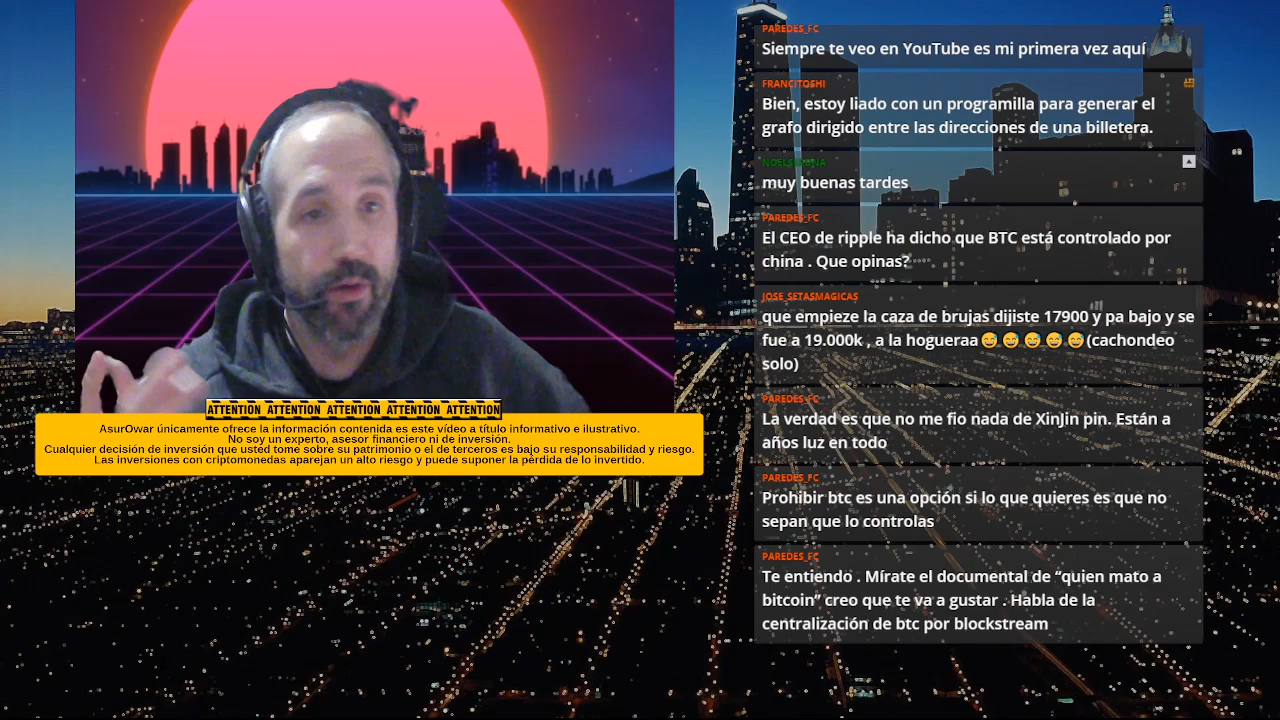 ATTENTION ATTENTION ATTENTION ATTENTION ATTENTION
AsurOwar únicamente ofrece la información contenida es este vídeo a título informativo e ilustrativo.
No soy un experto, asesor financiero ni de inversión.
Cualquier decisión de inversión que usted tome sobre su patrimonio o el de terceros es bajo su responsabilidad y riesgo.
Las inversiones con criptomonedas aparejan un alto riesgo y puede suponer la pérdida de lo invertido.
PAREDES_FC
Siempre te veo en YouTube es mi primera vez aquí
FRANCITOSHI
Bien, estoy liado con un programilla para generar el
grafo dirigido entre las direcciones de una billetera.
muy buenas tardes
PAREDES_FC
El CEO de ripple ha dicho que BTC está controlado por
china . Que opinas?
JOSE_SETASMAGICAS
que empieze la caza de brujas dijiste 17900 y pa bajo y se
fue a 19.000k , a la hogueraa 😅 😅 😅 😅 😅 (cachondeo
solo)
PAREDES_FC
La verdad es que no me fio nada de XinJin pin. Están a
años luz en todo
PAREDES_FC
Prohibir btc es una opción si lo que quieres es que no
sepan que lo controlas
PAREDES_FC
Te entiendo . Mírate el documental de “quien mato a
bitcoin” creo que te va a gustar . Habla de la
centralización de btc por blockstream